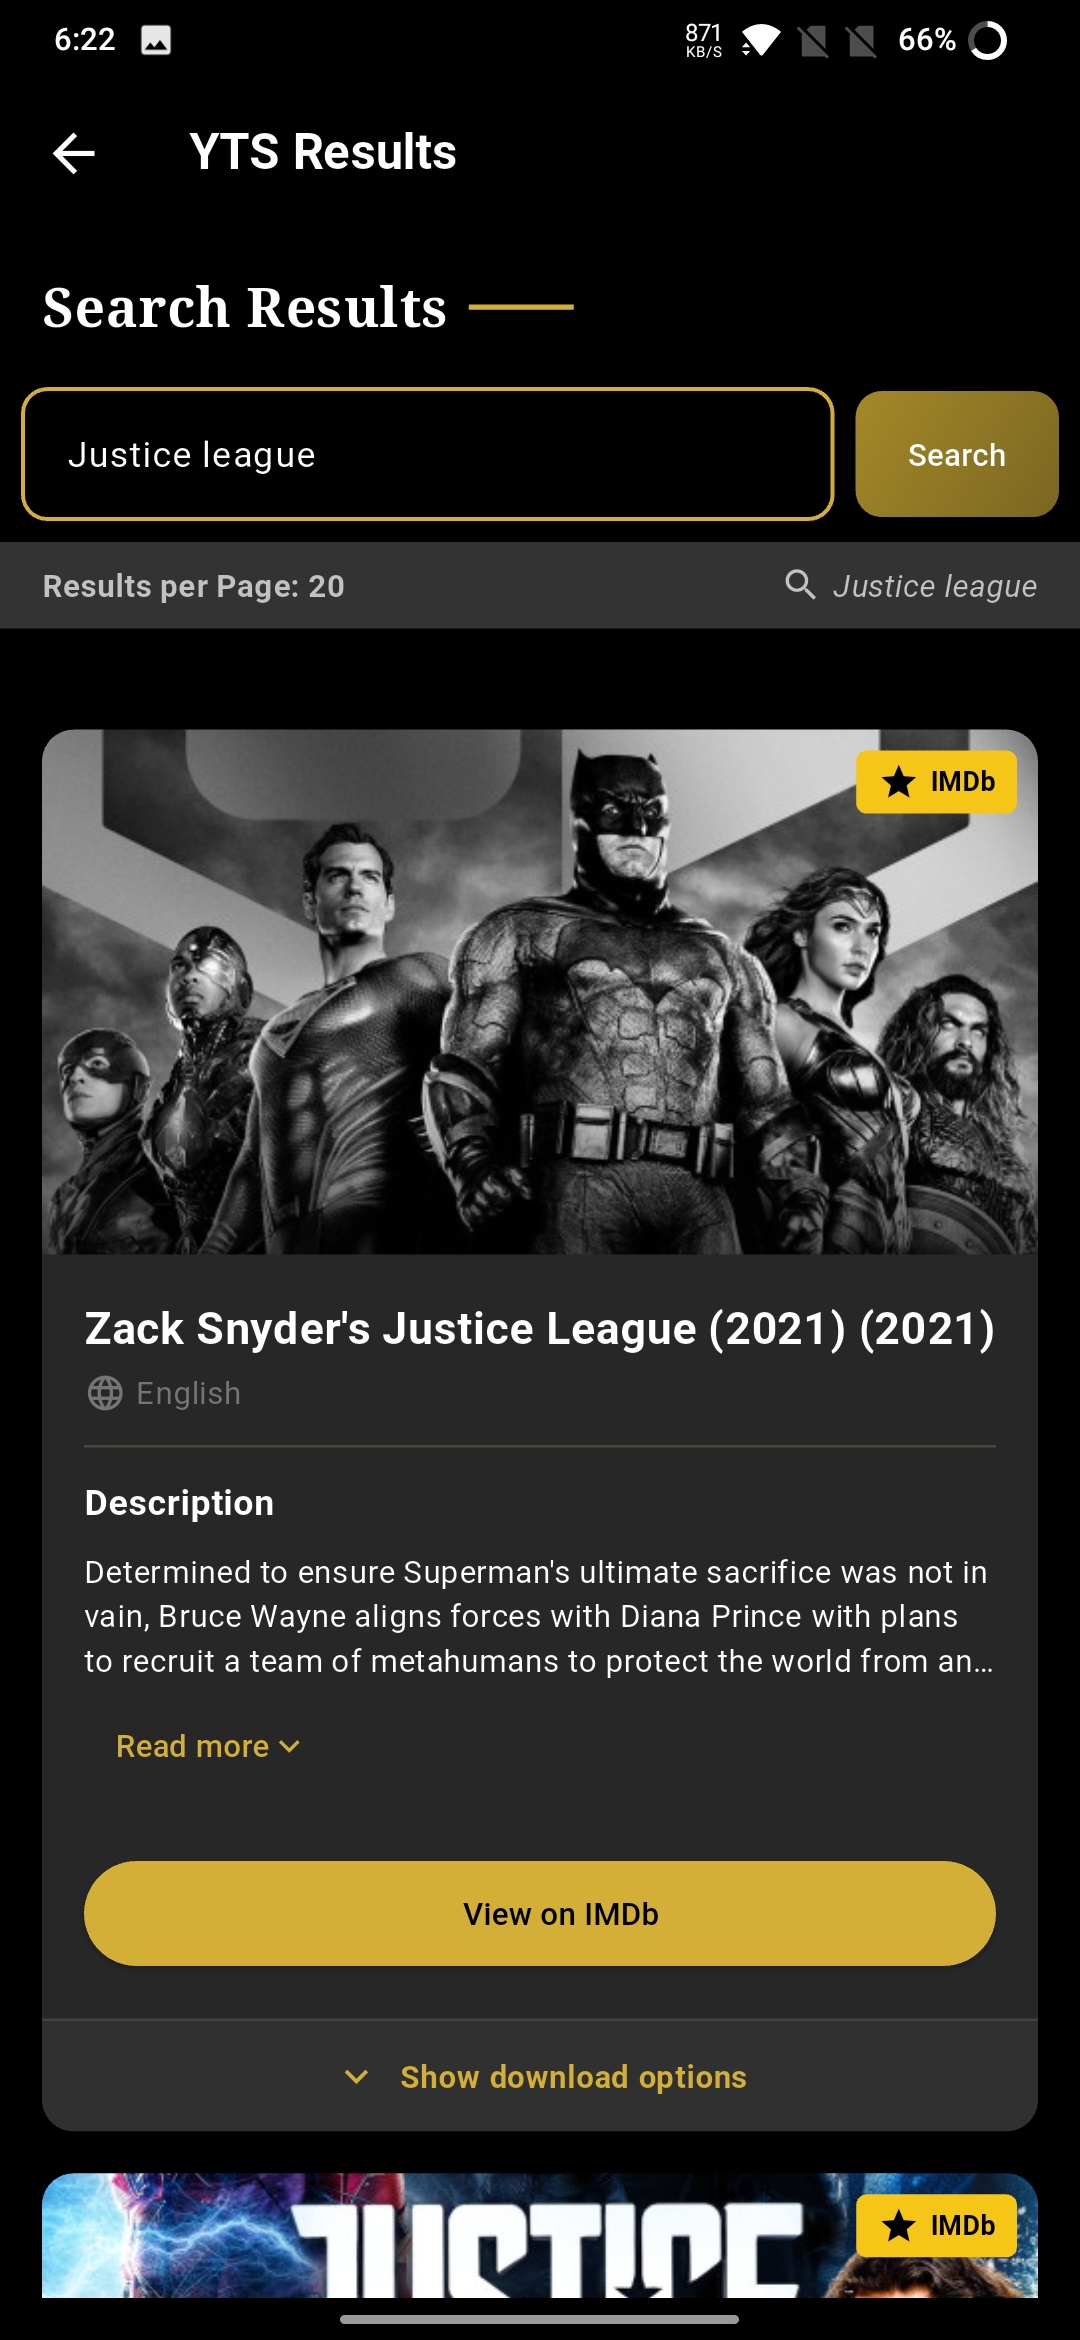 6:22
871
KB/S
66%
YTS Results
Search Results
Justice league
Search
Results per Page: 20
Justice league
IMDb
Zack Snyder's Justice League (2021) (2021)
English
Description
Determined to ensure Superman's ultimate sacrifice was not in
vain, Bruce Wayne aligns forces with Diana Prince with plans
to recruit a team of metahumans to protect the world from an…
Read more
View on IMDb
Show download options
JUSTICE
IMDb